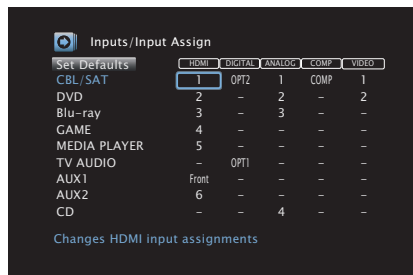 Inputs/Input Assign
Set Defaults HDMI DIGITAL ANALOG COMP VIDEO
CBL/SAT 1 OPT2 1 COMP 1
DVD 2 – 2 – 2
Blu-ray 3 – 3 – –
GAME 4 – – – –
MEDIA PLAYER 5 – – – –
TV AUDIO – OPT1 – – –
AUX1 Front – – – –
AUX2 6 – – – –
CD – – 4 – –
Changes HDMI input assignments